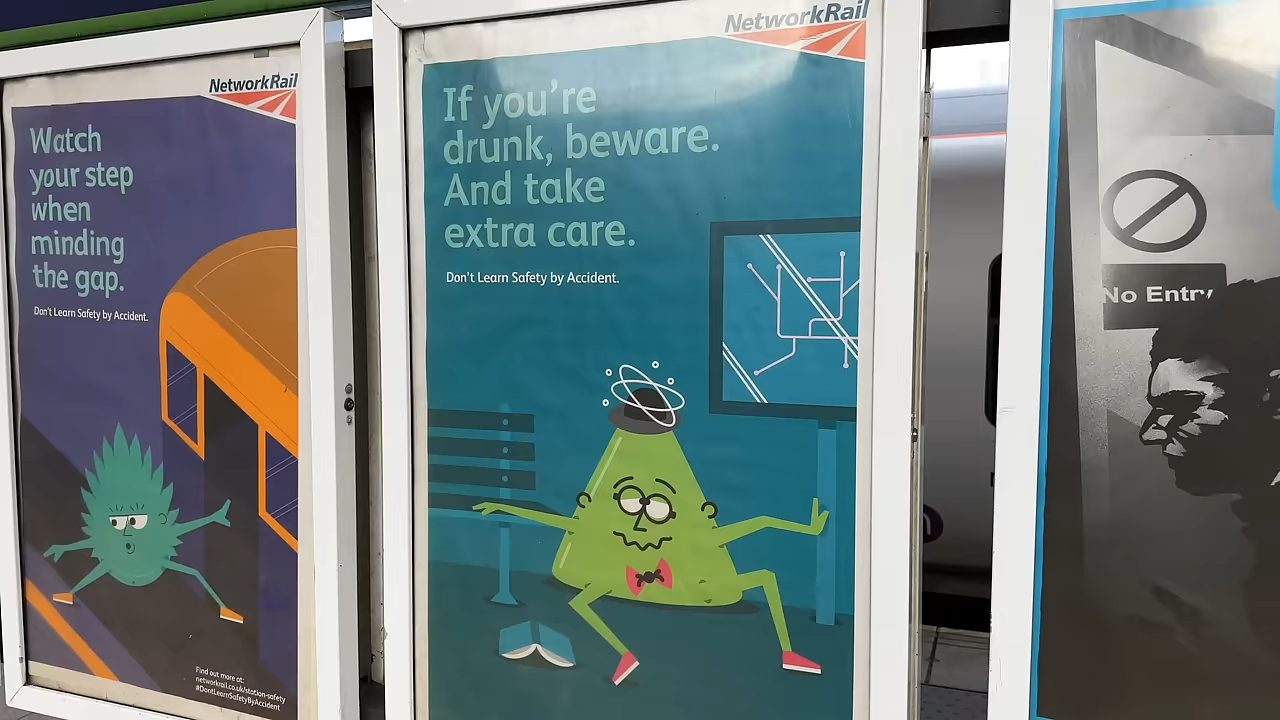 NetworkRail
Watch
your step
when
minding
the gap.
Don't Learn Safety by Accident.
Find out more at:
networkrail.co.uk/station-safety
#DontLearnSafetyByAccident
NetworkRail
If you're
drunk, beware.
And take
extra care.
Don't Learn Safety by Accident.
No Entry